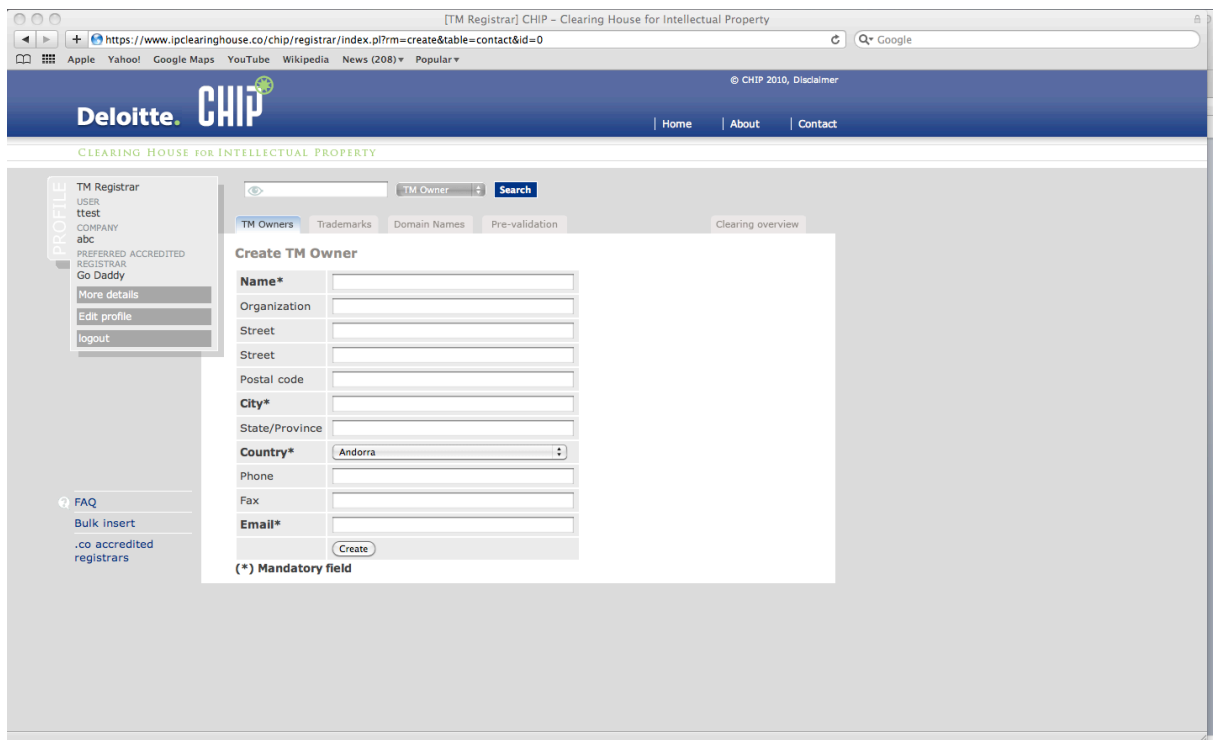 [TM Registrar] CHIP – Clearing House for Intellectual Property
https://www.ipclearinghouse.co/chip/registrar/index.pl?rm=create&table=contact&id=0
Google
Apple Yahoo! Google Maps YouTube Wikipedia News (208) Popular
© CHIP 2010, Disclaimer
Deloitte. CHIP
Home About Contact
CLEARING HOUSE FOR INTELLECTUAL PROPERTY
PROFILE
TM Registrar
USER
ttest
COMPANY
abc
PREFERRED ACCREDITED
REGISTRAR
Go Daddy
More details
Edit profile
logout
FAQ
Bulk insert
.co accredited
registrars
TM Owner Search
TM Owners Trademarks Domain Names Pre-validation Clearing overview
Create TM Owner
Name*
Organization
Street
Street
Postal code
City*
State/Province
Country* Andorra
Phone
Fax
Email*
Create
(*) Mandatory field